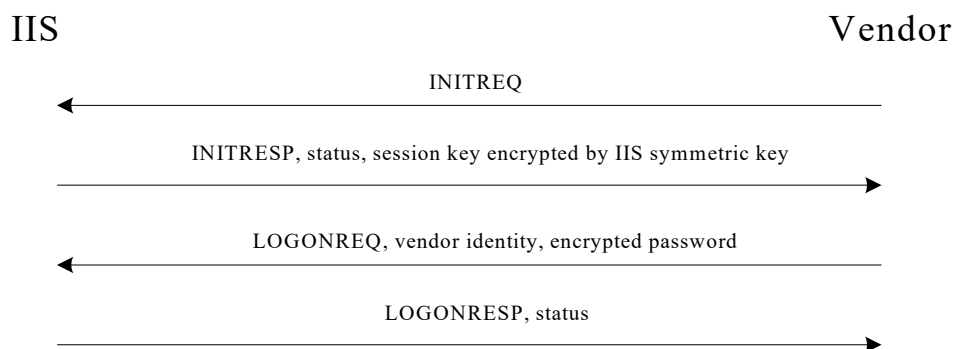 IIS
Vendor
INITREQ
INITRESP, status, session key encrypted by IIS symmetric key
LOGONREQ, vendor identity, encrypted password
LOGONRESP, status